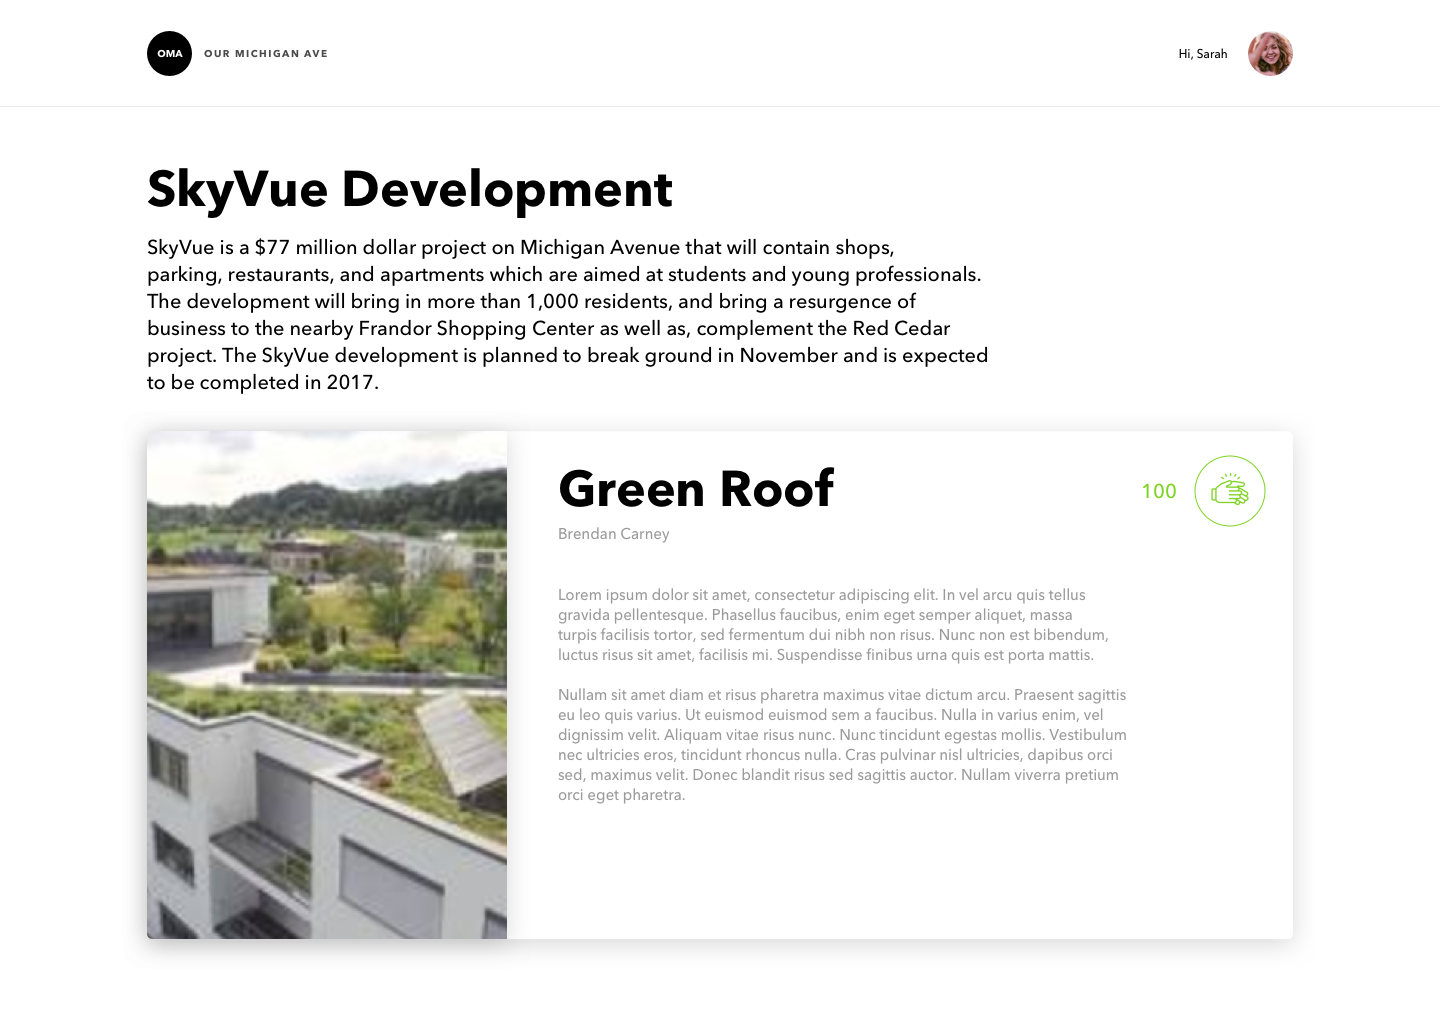 OMA
OUR MICHIGAN AVE
Hi, Sarah
SkyVue Development
SkyVue is a $77 million dollar project on Michigan Avenue that will contain shops,
parking, restaurants, and apartments which are aimed at students and young professionals.
The development will bring in more than 1,000 residents, and bring a resurgence of
business to the nearby Frandor Shopping Center as well as, complement the Red Cedar
project. The SkyVue development is planned to break ground in November and is expected
to be completed in 2017.
Green Roof
100
Brendan Carney
Lorem ipsum dolor sit amet, consectetur adipiscing elit. In vel arcu quis tellus
gravida pellentesque. Phasellus faucibus, enim eget semper aliquet, massa
turpis facilisis tortor, sed fermentum dui nibh non risus. Nunc non est bibendum,
luctus risus sit amet, facilisis mi. Suspendisse finibus urna quis est porta mattis.
Nullam sit amet diam et risus pharetra maximus vitae dictum arcu. Praesent sagittis
eu leo quis varius. Ut euismod euismod sem a faucibus. Nulla in varius enim, vel
dignissim velit. Aliquam vitae risus nunc. Nunc tincidunt egestas mollis. Vestibulum
nec ultricies eros, tincidunt rhoncus nulla. Cras pulvinar nisl ultricies, dapibus orci
sed, maximus velit. Donec blandit risus sed sagittis auctor. Nullam viverra pretium
orci eget pharetra.